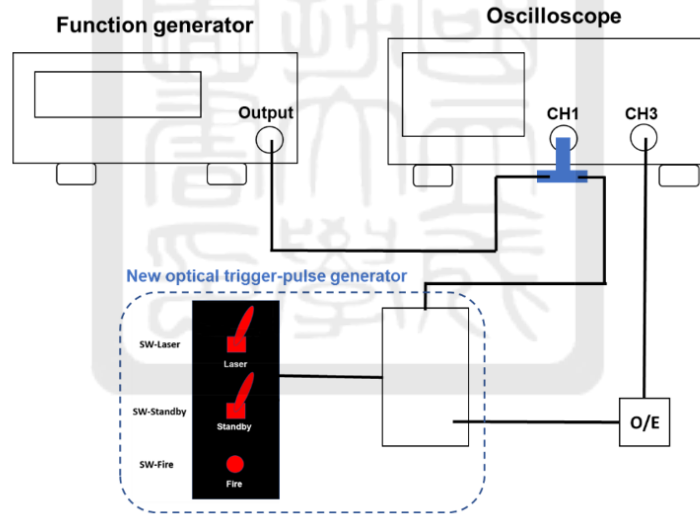 Function generator
Oscilloscope
Output
CH1
CH3
New optical trigger-pulse generator
SW-Laser
Laser
SW-Standby
Standby
SW-Fire
Fire
O/E